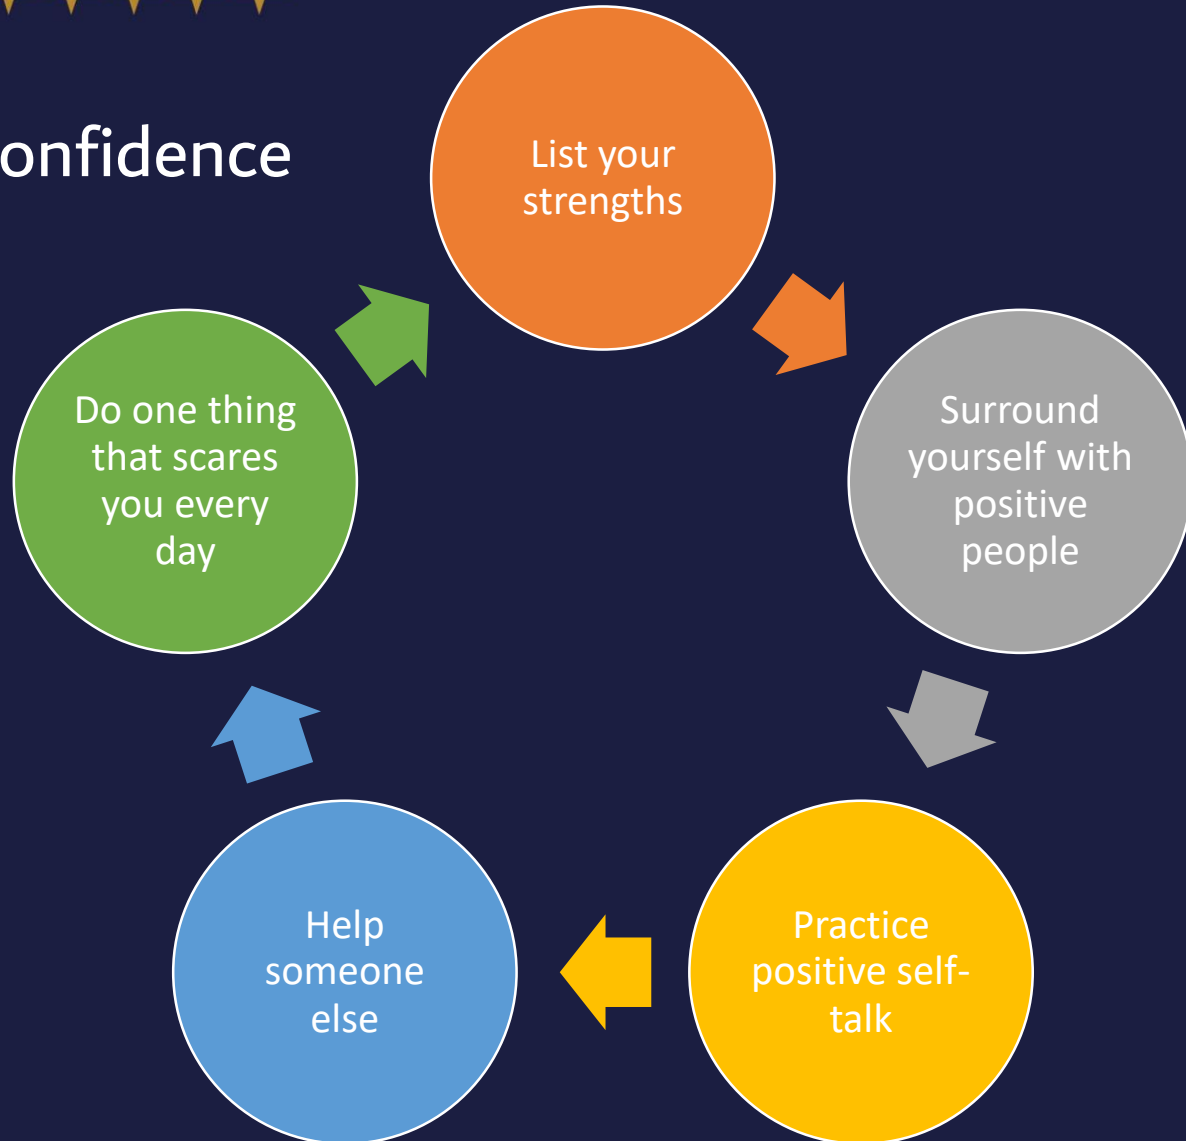 onfidence
List your
strengths
Surround
yourself with
positive
people
Practice
positive self-
talk
Help
someone
else
Do one thing
that scares
you every
day